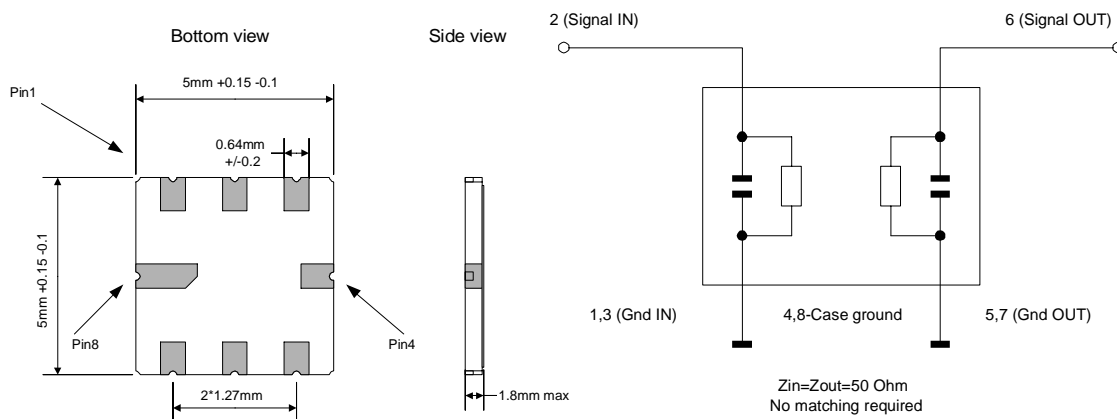 Bottom view
Side view
5mm +0.15 -0.1
Pin1
0.64mm
+/-0.2
5mm +0.15 -0.1
Pin8
Pin4
2*1.27mm
1.8mm max
2 (Signal IN)
6 (Signal OUT)
1,3 (Gnd IN)
4,8-Case ground
5,7 (Gnd OUT)
Zin=Zout=50 Ohm
No matching required